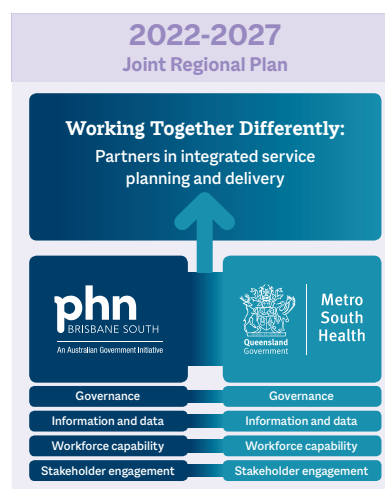 2022-2027
Joint Regional Plan
Working Together Differently:
Partners in integrated service
planning and delivery
phn
BRISBANE SOUTH
An Australian Government Initiative
Queensland
Government
Metro
South
Health
Governance
Governance
Information and data
Information and data
Workforce capability
Workforce capability
Stakeholder engagement
Stakeholder engagement